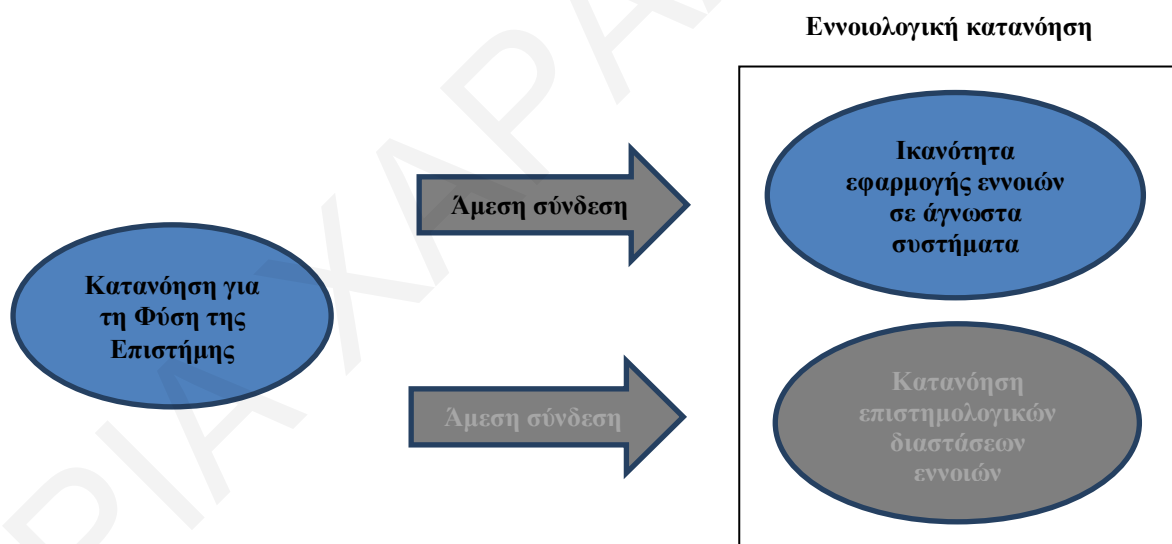 Εννοιολογική κατανόηση
Ικανότητα
εφαρμογής εννοιών
σε άγνωστα
συστήματα
Άμεση σύνδεση
Κατανόηση για
τη Φύση της
Επιστήμης
Άμεση σύνδεση
Κατανόηση
επιστημολογικών
διαστάσεων
εννοιών